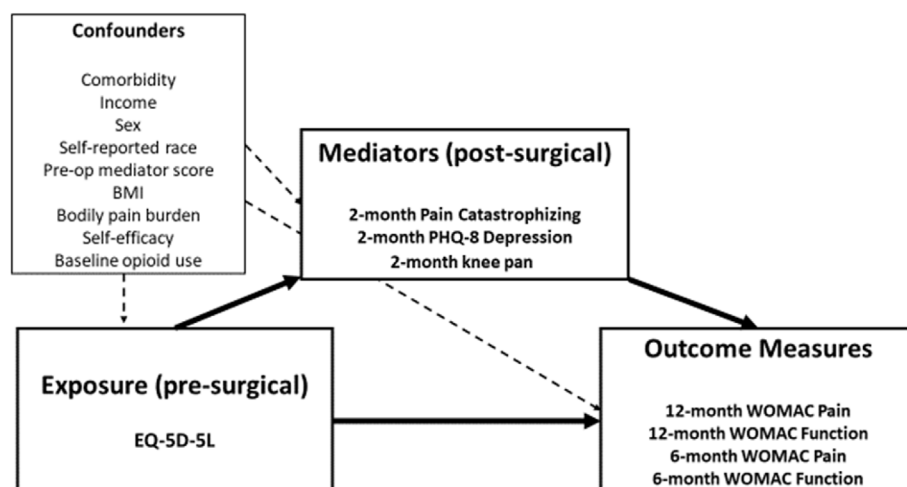 Confounders
Comorbidity
Income
Sex
Self-reported race
Pre-op mediator score
BMI
Bodily pain burden
Self-efficacy
Baseline opioid use
Mediators (post-surgical)
2-month Pain Catastrophizing
2-month PHQ-8 Depression
2-month knee pan
Exposure (pre-surgical)
EQ-5D-5L
Outcome Measures
12-month WOMAC Pain
12-month WOMAC Function
6-month WOMAC Pain
6-month WOMAC Function